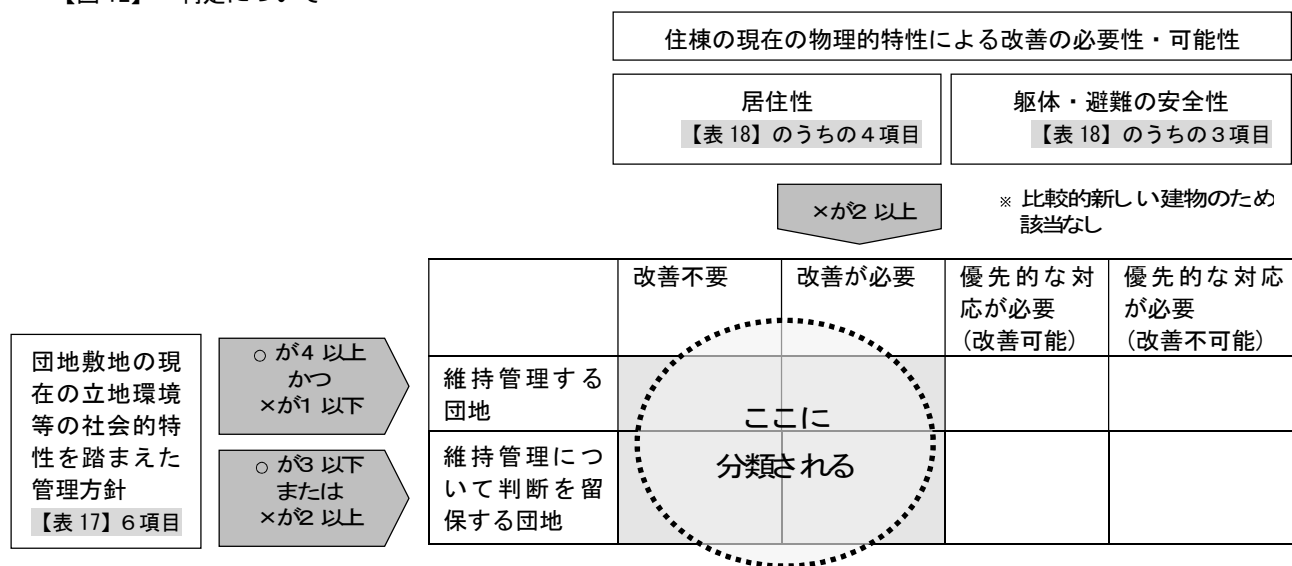 住棟の現在の物理的特性による改善の必要性・可能性
居住性
【表 18】のうちの４項目
躯体・避難の安全性
【表 18】のうちの３項目
×が2 以上
※ 比較的新しい建物のため
該当なし
改善不要
改善が必要
優先的な対
応が必要
（改善可能）
優先的な対応
が必要
（改善不可能）
団地敷地の現
在の立地環境
等の社会的特
性を踏まえた
管理方針
【表 17】６項目
○ が4 以上
かつ
×が1 以下
維持管理する
団地
○ が3 以下
または
×が2 以上
維持管理につ
いて判断を留
保する団地
ここに
分類される